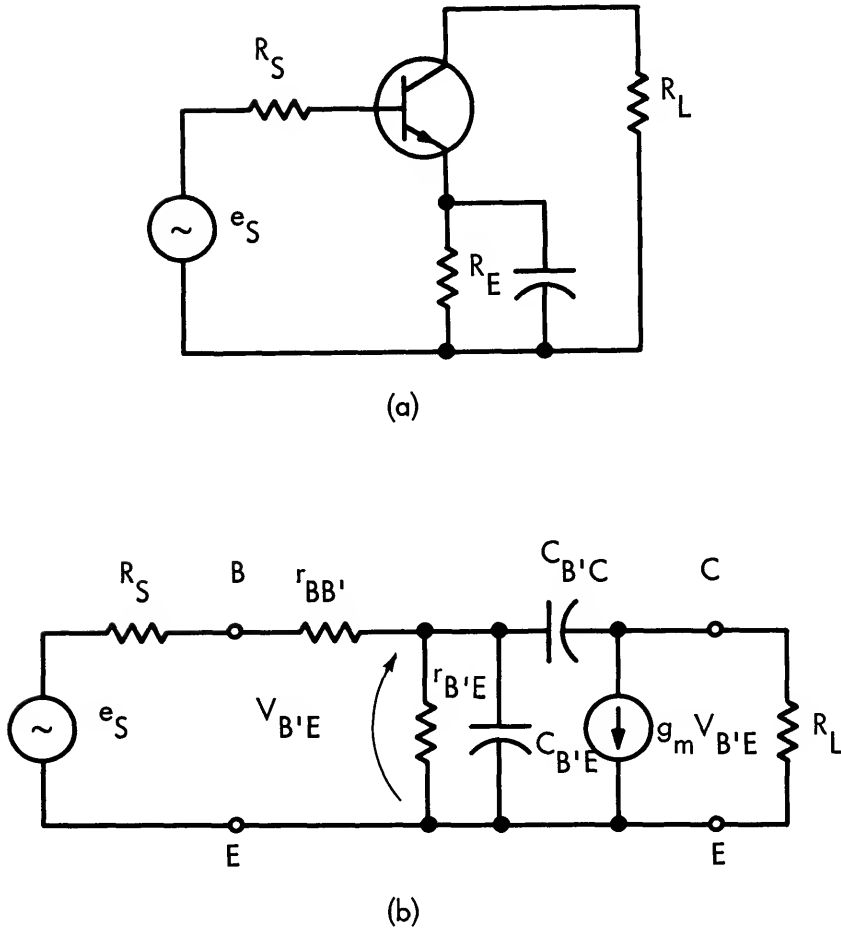 R_S
R_L
~
e_S
R_E
(a)
C_B'C
R_S
B
r_BB'
C
r_B'E
~
e_S
V_B'E
C_B'E
g_m V_B'E
R_L
E
E
(b)